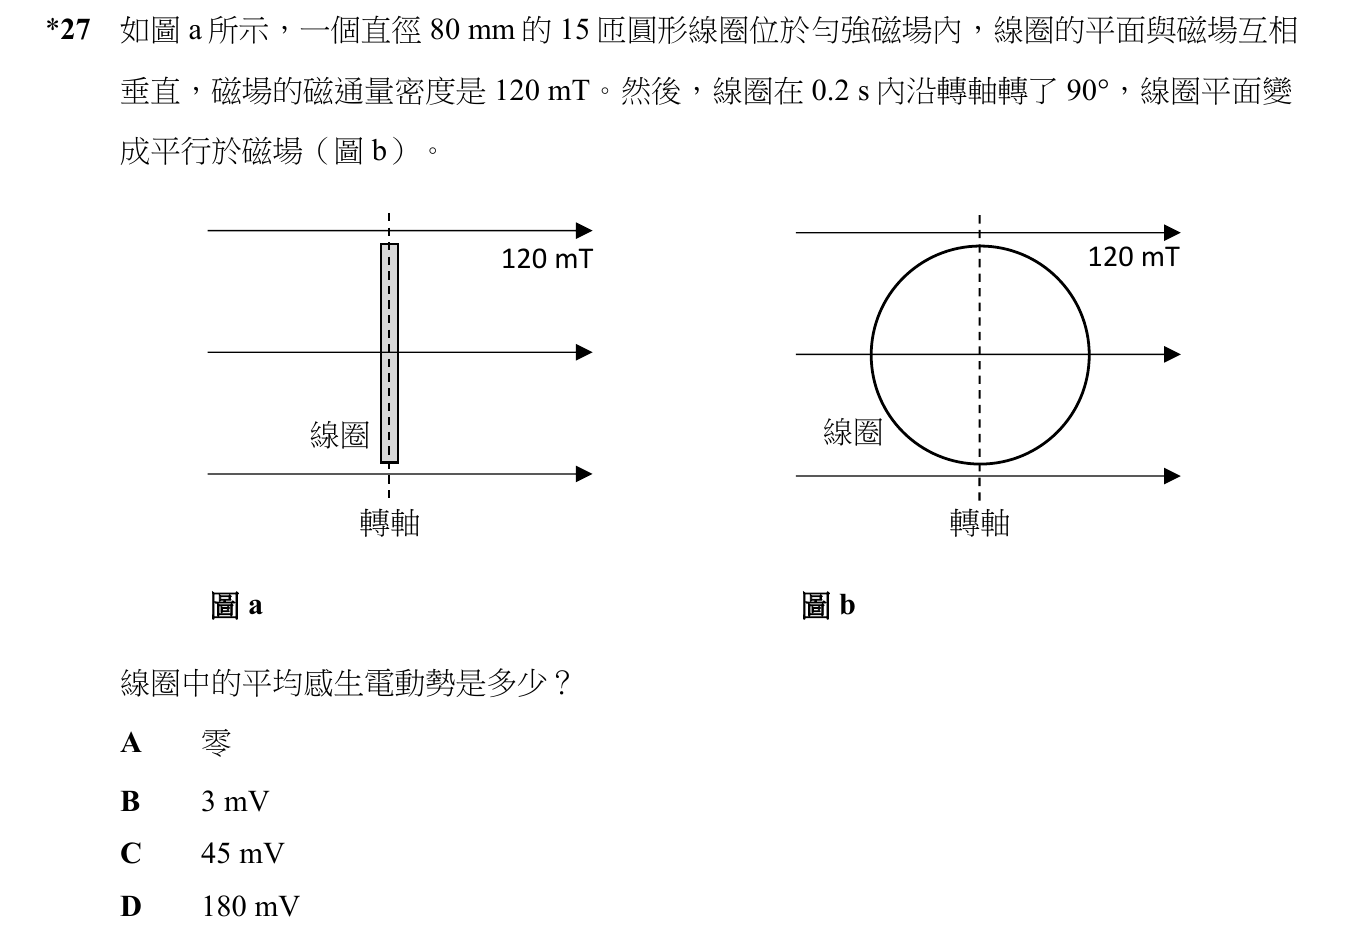 *27 如圖 a 所示，一個直徑 80 mm 的 15 匝圓形線圈位於勻強磁場內，線圈的平面與磁場互相
垂直，磁場的磁通量密度是 120 mT。然後，線圈在 0.2 s 內沿轉軸轉了 90°，線圈平面變
成平行於磁場（圖 b）。
120 mT
線圈
轉軸
圖 a
120 mT
線圈
轉軸
圖 b
線圈中的平均感生電動勢是多少？
A 零
B 3 mV
C 45 mV
D 180 mV